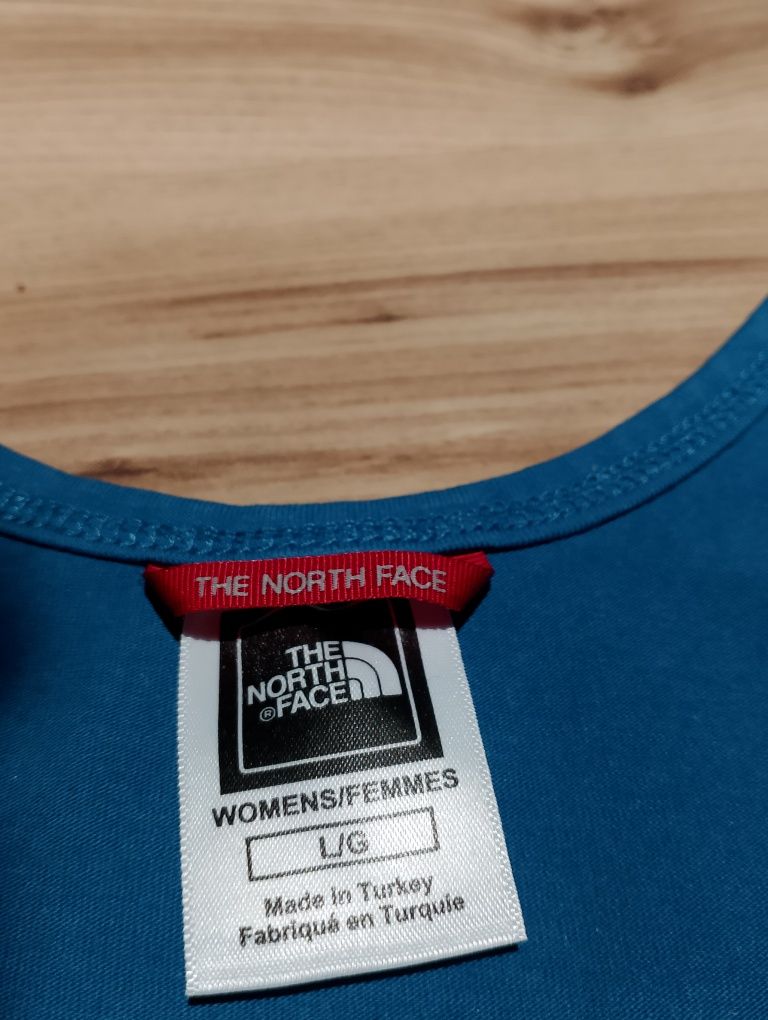 THE NORTH FACE
THE
NORTH
®FACE
WOMENS/FEMMES
L/G
Made in Turkey
Fabriqué en Turquie